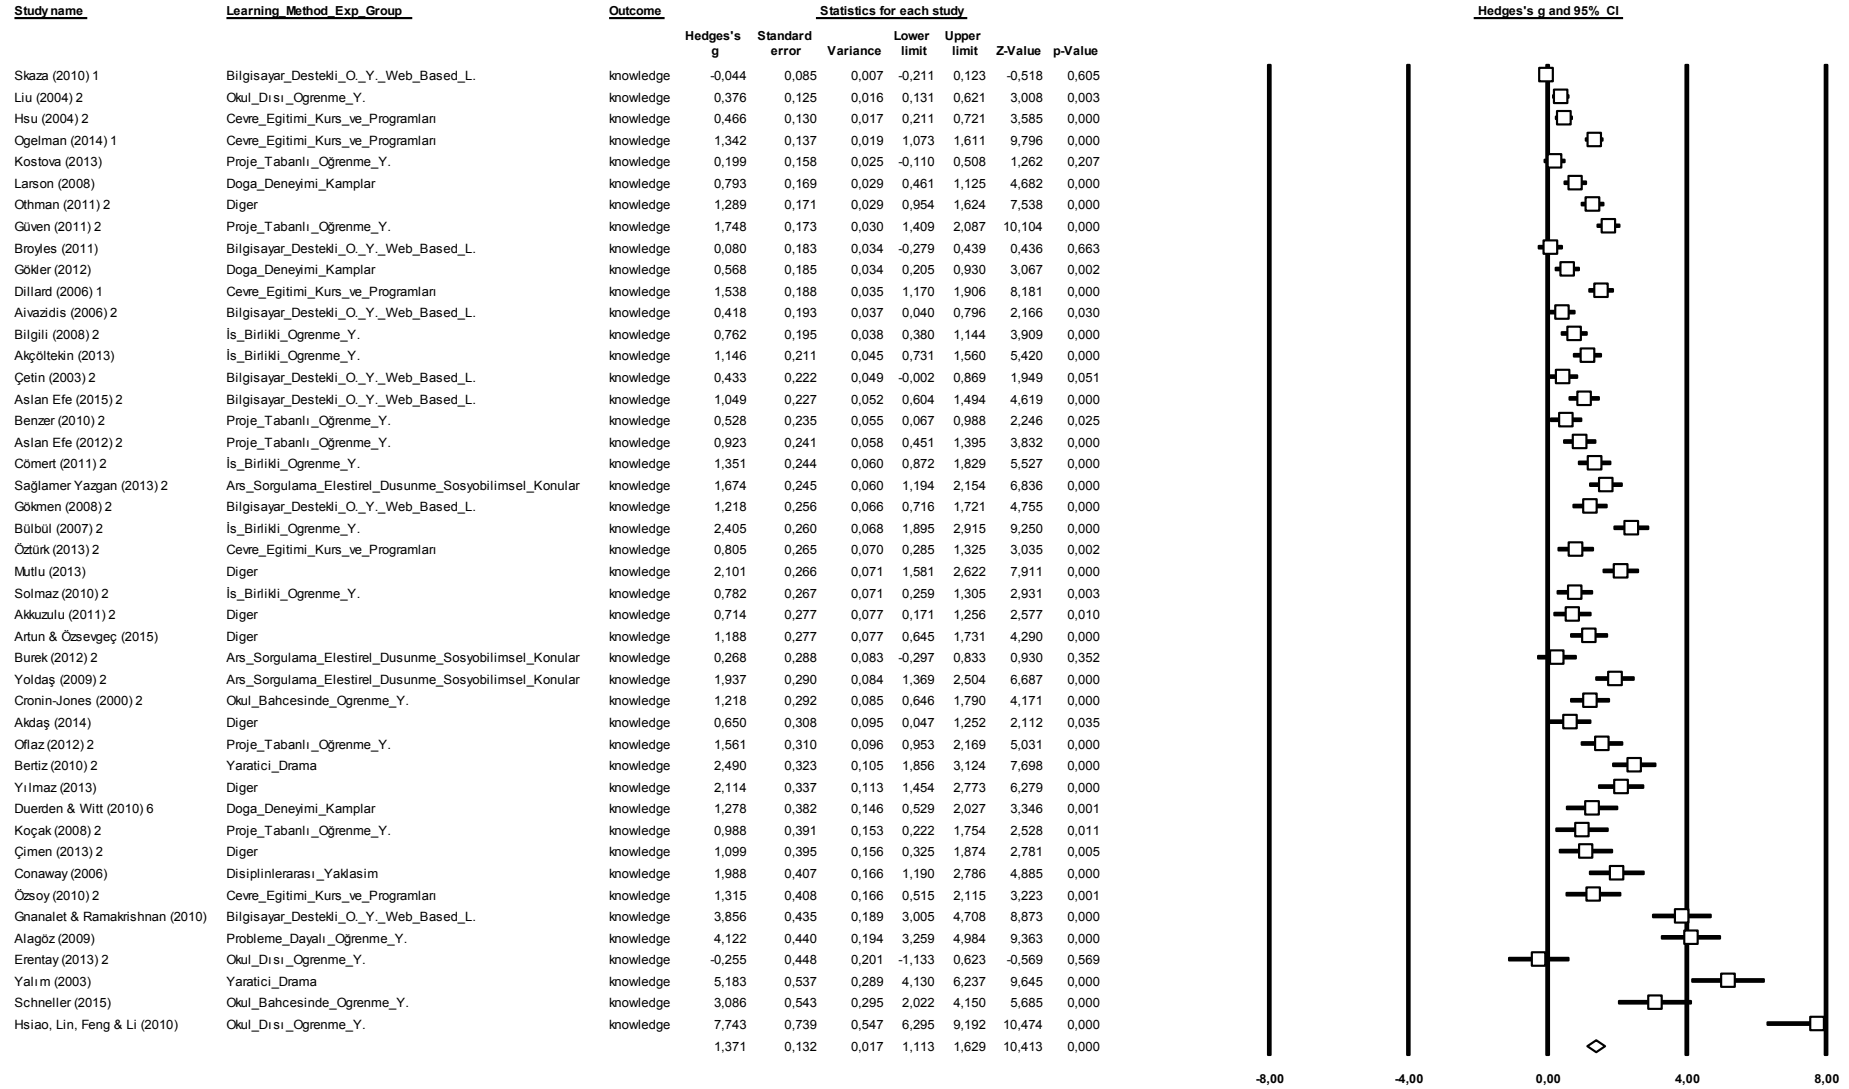 Study name Learning_Method_Exp_Group Outcome Statistics for each study Hedges's g and 95% CI
Hedges's Standard Lower Upper
g error Variance limit limit Z-Value p-Value
Skaza (2010) 1 Bilgisayar_Destekli_O._Y._Web_Based_L. knowledge -0,044 0,085 0,007 -0,211 0,123 -0,518 0,605
Liu (2004) 2 Okul_Dısı_Ogrenme_Y. knowledge 0,376 0,125 0,016 0,131 0,621 3,008 0,003
Hsu (2004) 2 Cevre_Egitimi_Kurs_ve_Programları knowledge 0,466 0,130 0,017 0,211 0,721 3,585 0,000
Ogelman (2014) 1 Cevre_Egitimi_Kurs_ve_Programları knowledge 1,342 0,137 0,019 1,073 1,611 9,796 0,000
Kostova (2013) Proje_Tabanlı_Oğrenme_Y. knowledge 0,199 0,158 0,025 -0,110 0,508 1,262 0,207
Larson (2008) Doga_Deneyimi_Kamplar knowledge 0,793 0,169 0,029 0,461 1,125 4,682 0,000
Othman (2011) 2 Diger knowledge 1,289 0,171 0,029 0,954 1,624 7,538 0,000
Güven (2011) 2 Proje_Tabanlı_Oğrenme_Y. knowledge 1,748 0,173 0,030 1,409 2,087 10,104 0,000
Broyles (2011) Bilgisayar_Destekli_O._Y._Web_Based_L. knowledge 0,080 0,183 0,034 -0,279 0,439 0,436 0,663
Gökler (2012) Doga_Deneyimi_Kamplar knowledge 0,568 0,185 0,034 0,205 0,930 3,067 0,002
Dillard (2006) 1 Cevre_Egitimi_Kurs_ve_Programları knowledge 1,538 0,188 0,035 1,170 1,906 8,181 0,000
Aivazidis (2006) 2 Bilgisayar_Destekli_O._Y._Web_Based_L. knowledge 0,418 0,193 0,037 0,040 0,796 2,166 0,030
Bilgili (2008) 2 İs_Birlikli_Ogrenme_Y. knowledge 0,762 0,195 0,038 0,380 1,144 3,909 0,000
Akçöltekin (2013) İs_Birlikli_Ogrenme_Y. knowledge 1,146 0,211 0,045 0,731 1,560 5,420 0,000
Çetin (2003) 2 Bilgisayar_Destekli_O._Y._Web_Based_L. knowledge 0,433 0,222 0,049 -0,002 0,869 1,949 0,051
Aslan Efe (2015) 2 Bilgisayar_Destekli_O._Y._Web_Based_L. knowledge 1,049 0,227 0,052 0,604 1,494 4,619 0,000
Benzer (2010) 2 Proje_Tabanlı_Oğrenme_Y. knowledge 0,528 0,235 0,055 0,067 0,988 2,246 0,025
Aslan Efe (2012) 2 Proje_Tabanlı_Oğrenme_Y. knowledge 0,923 0,241 0,058 0,451 1,395 3,832 0,000
Cömert (2011) 2 İs_Birlikli_Ogrenme_Y. knowledge 1,351 0,244 0,060 0,872 1,829 5,527 0,000
Sağlamer Yazgan (2013) 2 Ars_Sorgulama_Elestirel_Dusunme_Sosyobilimsel_Konular knowledge 1,674 0,245 0,060 1,194 2,154 6,836 0,000
Gökmen (2008) 2 Bilgisayar_Destekli_O._Y._Web_Based_L. knowledge 1,218 0,256 0,066 0,716 1,721 4,755 0,000
Bülbül (2007) 2 İs_Birlikli_Ogrenme_Y. knowledge 2,405 0,260 0,068 1,895 2,915 9,250 0,000
Öztürk (2013) 2 Cevre_Egitimi_Kurs_ve_Programları knowledge 0,805 0,265 0,070 0,285 1,325 3,035 0,002
Mutlu (2013) Diger knowledge 2,101 0,266 0,071 1,581 2,622 7,911 0,000
Solmaz (2010) 2 İs_Birlikli_Ogrenme_Y. knowledge 0,782 0,267 0,071 0,259 1,305 2,931 0,003
Akkuzulu (2011) 2 Diger knowledge 0,714 0,277 0,077 0,171 1,256 2,577 0,010
Artun & Özsevgeç (2015) Diger knowledge 1,188 0,277 0,077 0,645 1,731 4,290 0,000
Burek (2012) 2 Ars_Sorgulama_Elestirel_Dusunme_Sosyobilimsel_Konular knowledge 0,268 0,288 0,083 -0,297 0,833 0,930 0,352
Yoldaş (2009) 2 Ars_Sorgulama_Elestirel_Dusunme_Sosyobilimsel_Konular knowledge 1,937 0,290 0,084 1,369 2,504 6,687 0,000
Cronin-Jones (2000) 2 Okul_Bahcesinde_Ogrenme_Y. knowledge 1,218 0,292 0,085 0,646 1,790 4,171 0,000
Akdaş (2014) Diger knowledge 0,650 0,308 0,095 0,047 1,252 2,112 0,035
Oflaz (2012) 2 Proje_Tabanlı_Oğrenme_Y. knowledge 1,561 0,310 0,096 0,953 2,169 5,031 0,000
Bertiz (2010) 2 Yaratici_Drama knowledge 2,490 0,323 0,105 1,856 3,124 7,698 0,000
Yılmaz (2013) Diger knowledge 2,114 0,337 0,113 1,454 2,773 6,279 0,000
Duerden & Witt (2010) 6 Doga_Deneyimi_Kamplar knowledge 1,278 0,382 0,146 0,529 2,027 3,346 0,001
Koçak (2008) 2 Proje_Tabanlı_Oğrenme_Y. knowledge 0,988 0,391 0,153 0,222 1,754 2,528 0,011
Çimen (2013) 2 Diger knowledge 1,099 0,395 0,156 0,325 1,874 2,781 0,005
Conaway (2006) Disiplinlerarası_Yaklasim knowledge 1,988 0,407 0,166 1,190 2,786 4,885 0,000
Özsoy (2010) 2 Cevre_Egitimi_Kurs_ve_Programları knowledge 1,315 0,408 0,166 0,515 2,115 3,223 0,001
Gnanalet & Ramakrishnan (2010) Bilgisayar_Destekli_O._Y._Web_Based_L. knowledge 3,856 0,435 0,189 3,005 4,708 8,873 0,000
Alagöz (2009) Probleme_Dayalı_Oğrenme_Y. knowledge 4,122 0,440 0,194 3,259 4,984 9,363 0,000
Erentay (2013) 2 Okul_Dısı_Ogrenme_Y. knowledge -0,255 0,448 0,201 -1,133 0,623 -0,569 0,569
Yalım (2003) Yaratici_Drama knowledge 5,183 0,537 0,289 4,130 6,237 9,645 0,000
Schneller (2015) Okul_Bahcesinde_Ogrenme_Y. knowledge 3,086 0,543 0,295 2,022 4,150 5,685 0,000
Hsiao, Lin, Feng & Li (2010) Okul_Dısı_Ogrenme_Y. knowledge 7,743 0,739 0,547 6,295 9,192 10,474 0,000
1,371 0,132 0,017 1,113 1,629 10,413 0,000
-8,00 -4,00 0,00 4,00 8,00